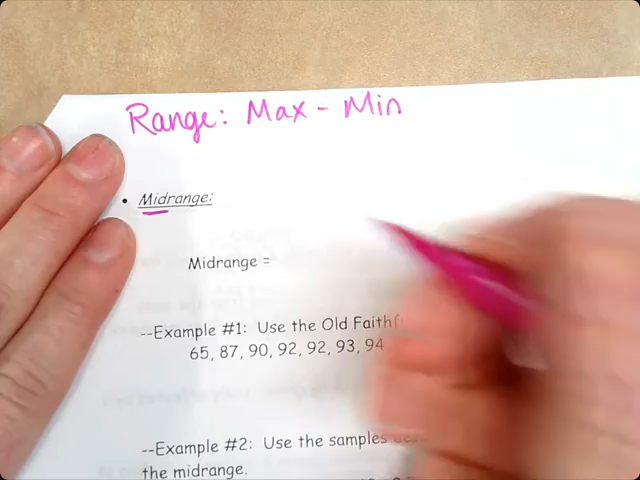 Range: Max - Min
• Midrange:
Midrange =
--Example #1: Use the Old
65, 87, 90, 92, 92, 93, 94
--Example #2: Use the samples
the midrange.